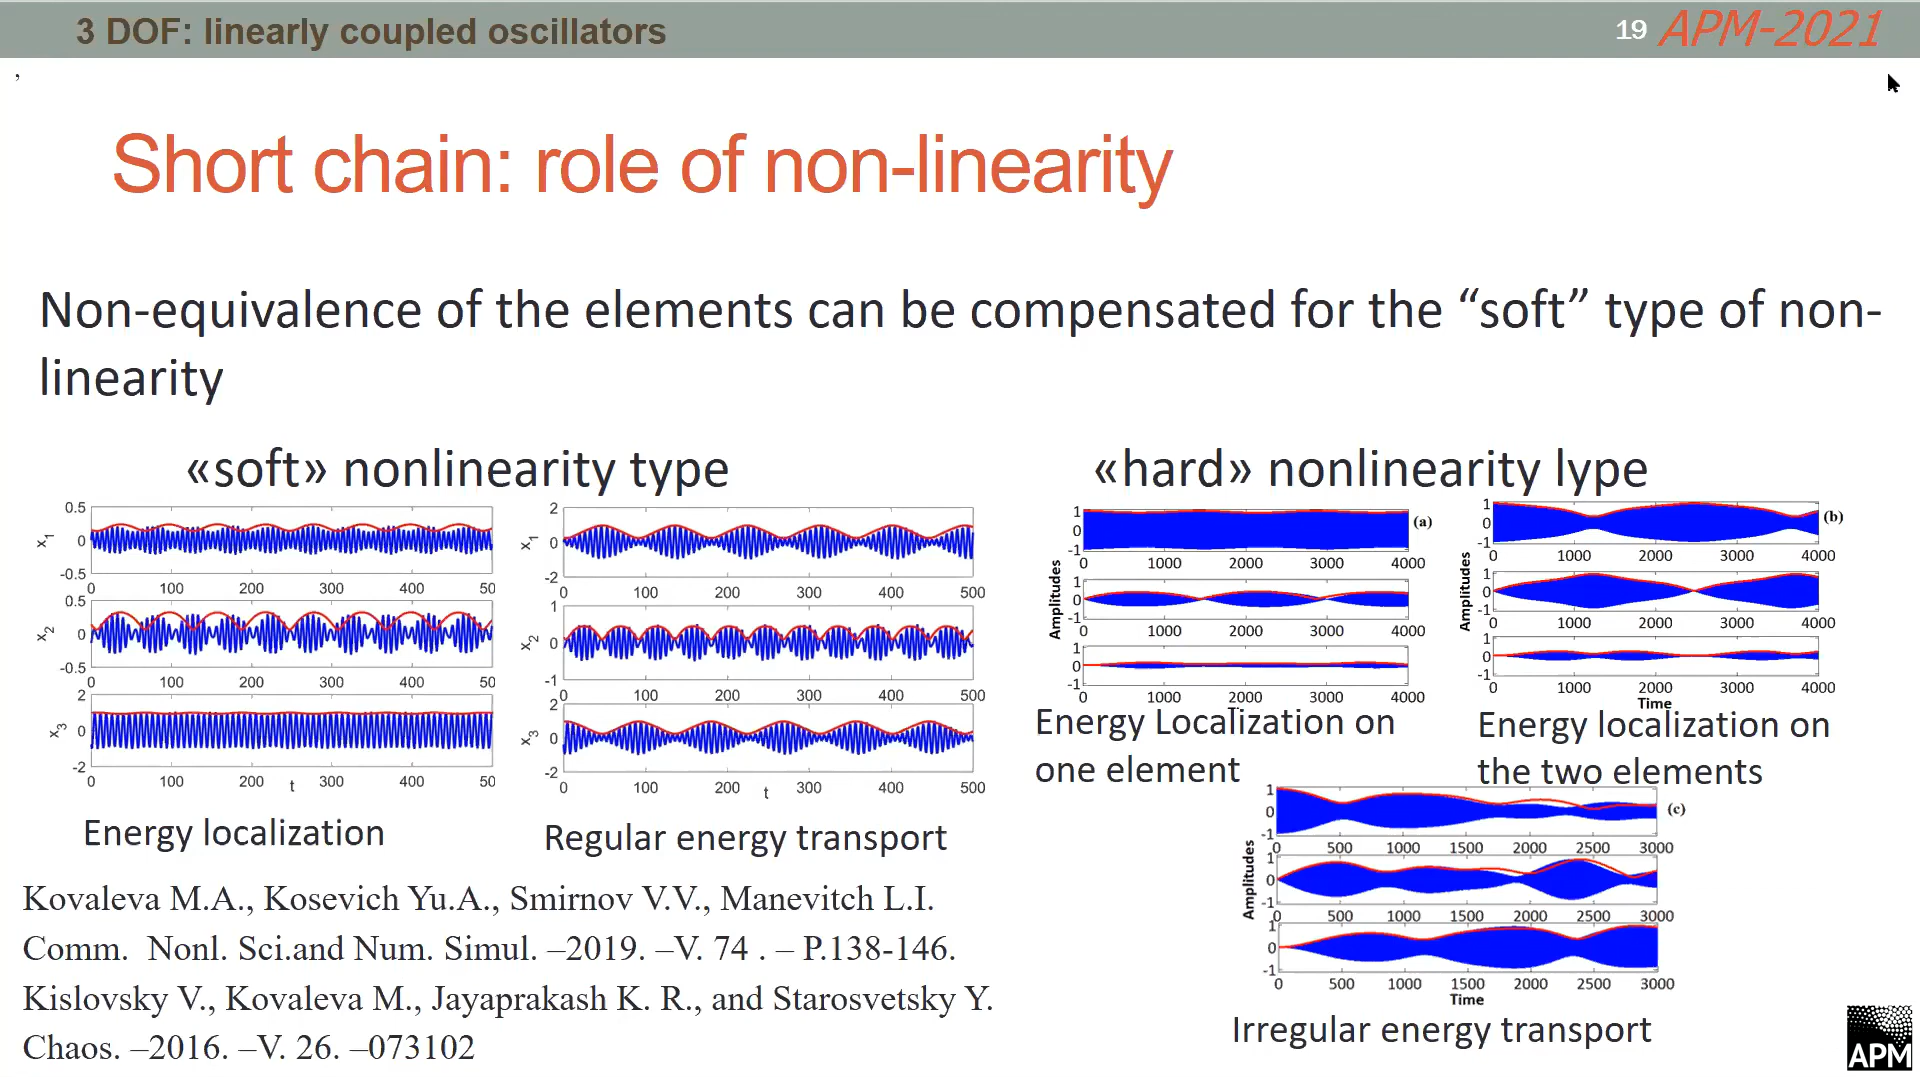 3 DOF: linearly coupled oscillators
19 APM-2021
,
Short chain: role of non-linearity
Non-equivalence of the elements can be compensated for the “soft” type of non-
linearity
«soft» nonlinearity type
0.5
x1 0
-0.5
0 100 200 300 400 50
0.5
x2 0
-0.5
0 100 200 300 400 50
2
x3 0
-2
0 100 200 300 400 50
t
2
x1 0
-2
0 100 200 300 400 500
1
x2 0
-1
0 100 200 300 400 500
2
x3 0
-2
0 100 200 300 400 500
t
Energy localization
Regular energy transport
«hard» nonlinearity lype
Amplitudes
1
0
-1
(a)
0 1000 2000 3000 4000
1
0
-1
0 1000 2000 3000 4000
1
0
-1
0 1000 2000 3000 4000
Time
Energy Localization on
one element
Amplitudes
1
0
-1
(b)
0 1000 2000 3000 4000
1
0
-1
0 1000 2000 3000 4000
1
0
-1
0 1000 2000 3000 4000
Time
Energy localization on
the two elements
Amplitudes
1
0
-1
(c)
0 500 1000 1500 2000 2500 3000
1
0
-1
0 500 1000 1500 2000 2500 3000
1
0
-1
0 500 1000 1500 2000 2500 3000
Time
Irregular energy transport
Kovaleva M.A., Kosevich Yu.A., Smirnov V.V., Manevitch L.I.
Comm. Nonl. Sci.and Num. Simul. –2019. –V. 74 . – P.138-146.
Kislovsky V., Kovaleva M., Jayaprakash K. R., and Starosvetsky Y.
Chaos. –2016. –V. 26. –073102
APM